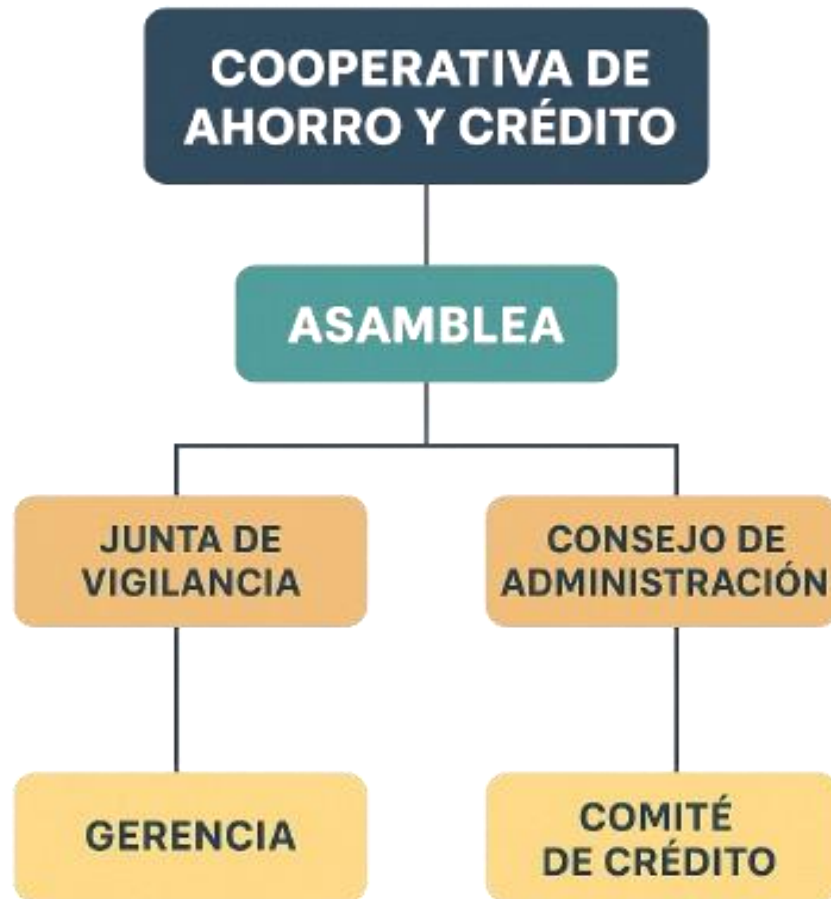 COOPERATIVA DE
AHORRO Y CRÉDITO
ASAMBLEA
JUNTA DE
VIGILANCIA
CONSEJO DE
ADMINISTRACIÓN
GERENCIA
COMITÉ
DE CRÉDITO